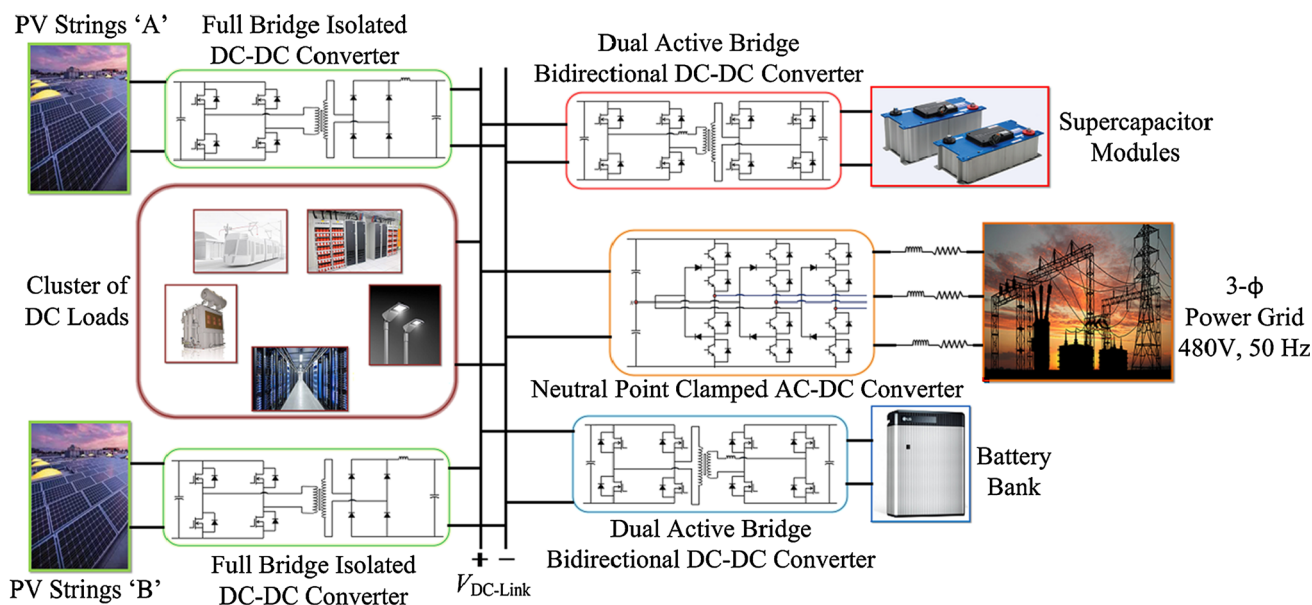 PV Strings ‘A’
Full Bridge Isolated
DC-DC Converter
Dual Active Bridge
Bidirectional DC-DC Converter
Supercapacitor
Modules
Cluster of
DC Loads
3-ϕ
Power Grid
480V, 50 Hz
Neutral Point Clamped AC-DC Converter
Battery
Bank
Dual Active Bridge
Bidirectional DC-DC Converter
PV Strings ‘B’
Full Bridge Isolated
DC-DC Converter
+ −
VDC-Link